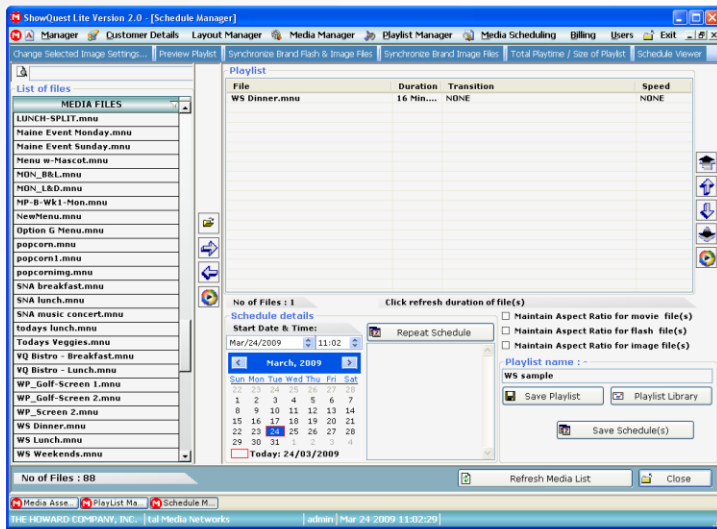 ShowQuest Lite Version 2.0 - [Schedule Manager]
Manager Customer Details Layout Manager Media Manager Playlist Manager Media Scheduling Billing Users Exit
Change Selected Image Settings... Preview Playlist Synchronize Brand Flash & Image Files Synchronize Brand Image Files Total Playtime / Size of Playlist Schedule Viewer
List of files
MEDIA FILES
LUNCH-SPLIT.mnu
Maine Event Monday.mnu
Maine Event Sunday.mnu
Menu w-Mascot.mnu
MON_B&L.mnu
MON_L&D.mnu
MP-B-Wk1-Mon.mnu
NewMenu.mnu
Option G Menu.mnu
popcorn.mnu
popcorn1.mnu
popcornimg.mnu
SNA breakfast.mnu
SNA lunch.mnu
SNA music concert.mnu
todays lunch.mnu
Todays Veggies.mnu
VQ Bistro - Breakfast.mnu
VQ Bistro - Lunch.mnu
WP_Golf-Screen 1.mnu
WP_Golf-Screen 2.mnu
WP_Screen 2.mnu
WS Dinner.mnu
WS Lunch.mnu
WS Weekends.mnu
No of Files : 88
Playlist
File Duration Transition Speed
WS Dinner.mnu 16 Min.... NONE NONE
No of Files : 1 Click refresh duration of file(s)
Schedule details
Start Date & Time:
Mar/24/2009 11:02
March, 2009
Sun Mon Tue Wed Thu Fri Sat
22 23 24 25 26 27 28
1 2 3 4 5 6 7
8 9 10 11 12 13 14
15 16 17 18 19 20 21
22 23 24 25 26 27 28
29 30 31 1 2 3 4
Today: 24/03/2009
Repeat Schedule
Maintain Aspect Ratio for movie file(s)
Maintain Aspect Ratio for flash file(s)
Maintain Aspect Ratio for image file(s)
Playlist name : -
WS sample
Save Playlist Playlist Library
Save Schedule(s)
Refresh Media List Close
Media Asse... PlayList Ma... Schedule M...
THE HOWARD COMPANY, INC. tal Media Networks admin Mar 24 2009 11:02:29